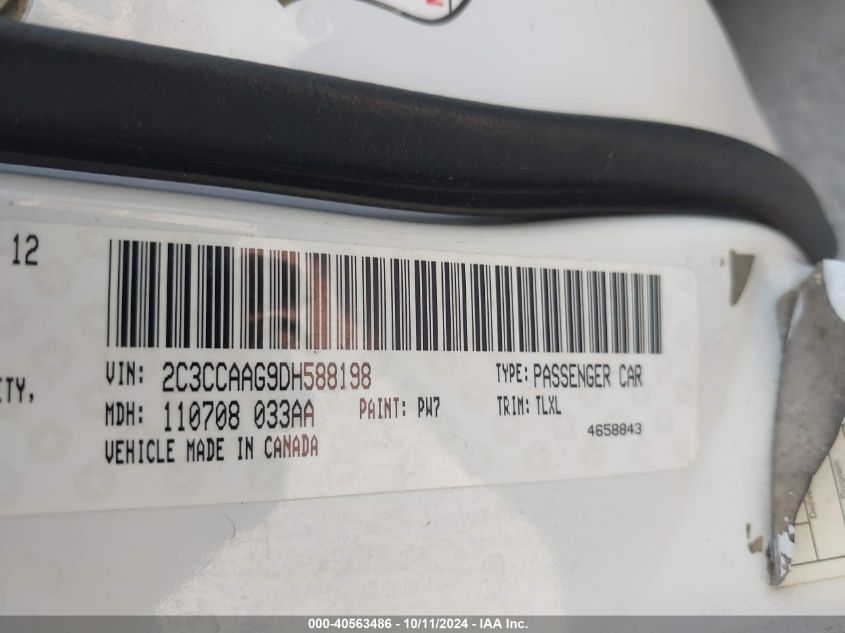 12
VIN: 2C3CCAAG9DH588198
TYPE: PASSENGER CAR
ITY,
MDH: 110708 033AA
PAINT: PW7
TRIM: TLXL
VEHICLE MADE IN CANADA
4658843
000-40563486 - 10/11/2024 - IAA Inc.